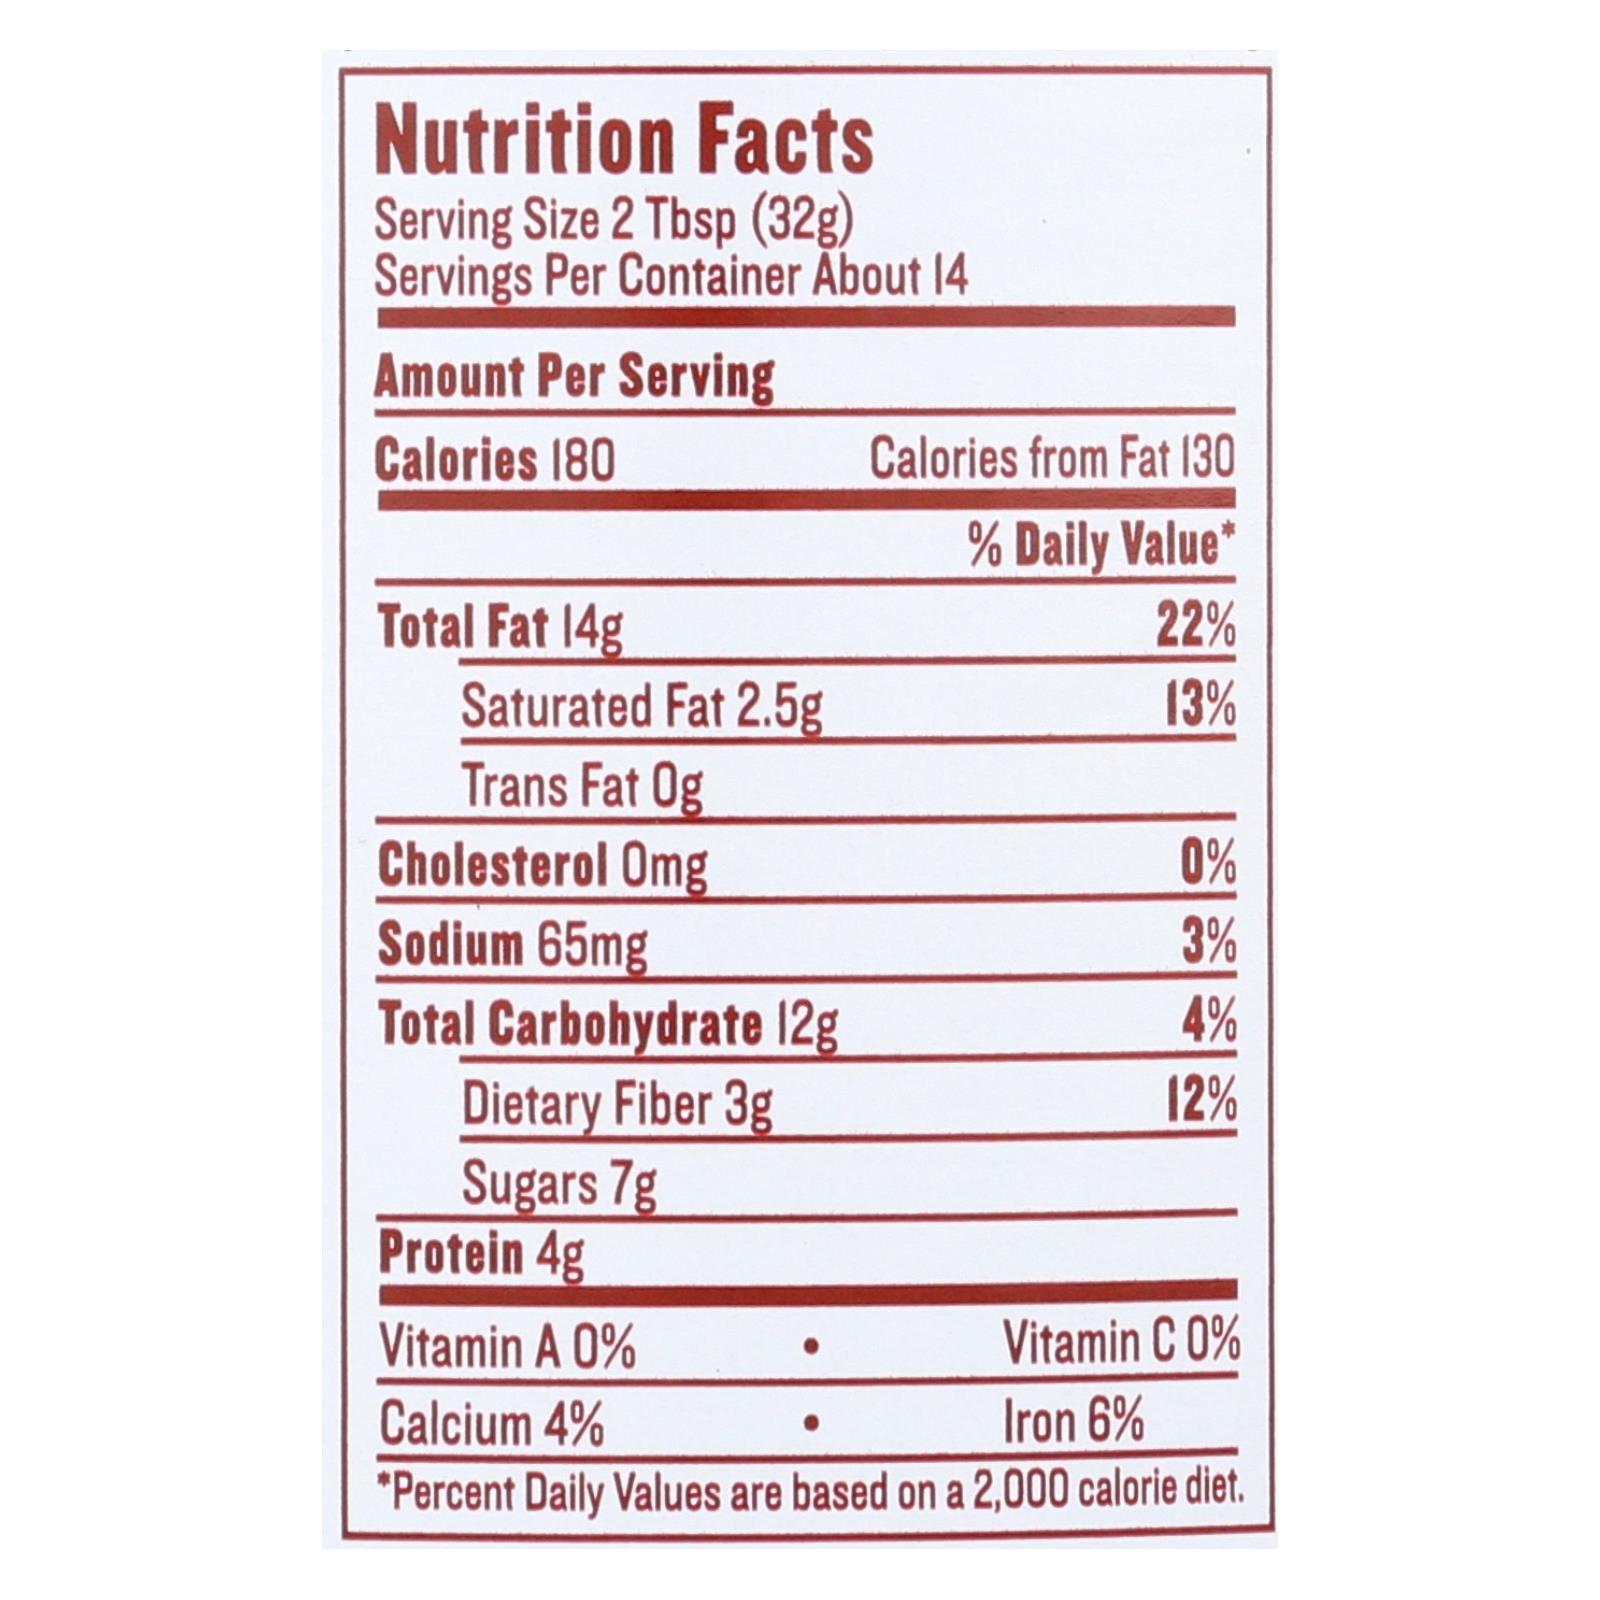 Nutrition Facts
Serving Size 2 Tbsp (32g)
Servings Per Container About 14
Amount Per Serving
Calories 180 Calories from Fat 130
% Daily Value*
Total Fat 14g 22%
Saturated Fat 2.5g 13%
Trans Fat 0g
Cholesterol 0mg 0%
Sodium 65mg 3%
Total Carbohydrate 12g 4%
Dietary Fiber 3g 12%
Sugars 7g
Protein 4g
Vitamin A 0% • Vitamin C 0%
Calcium 4% • Iron 6%
*Percent Daily Values are based on a 2,000 calorie diet.